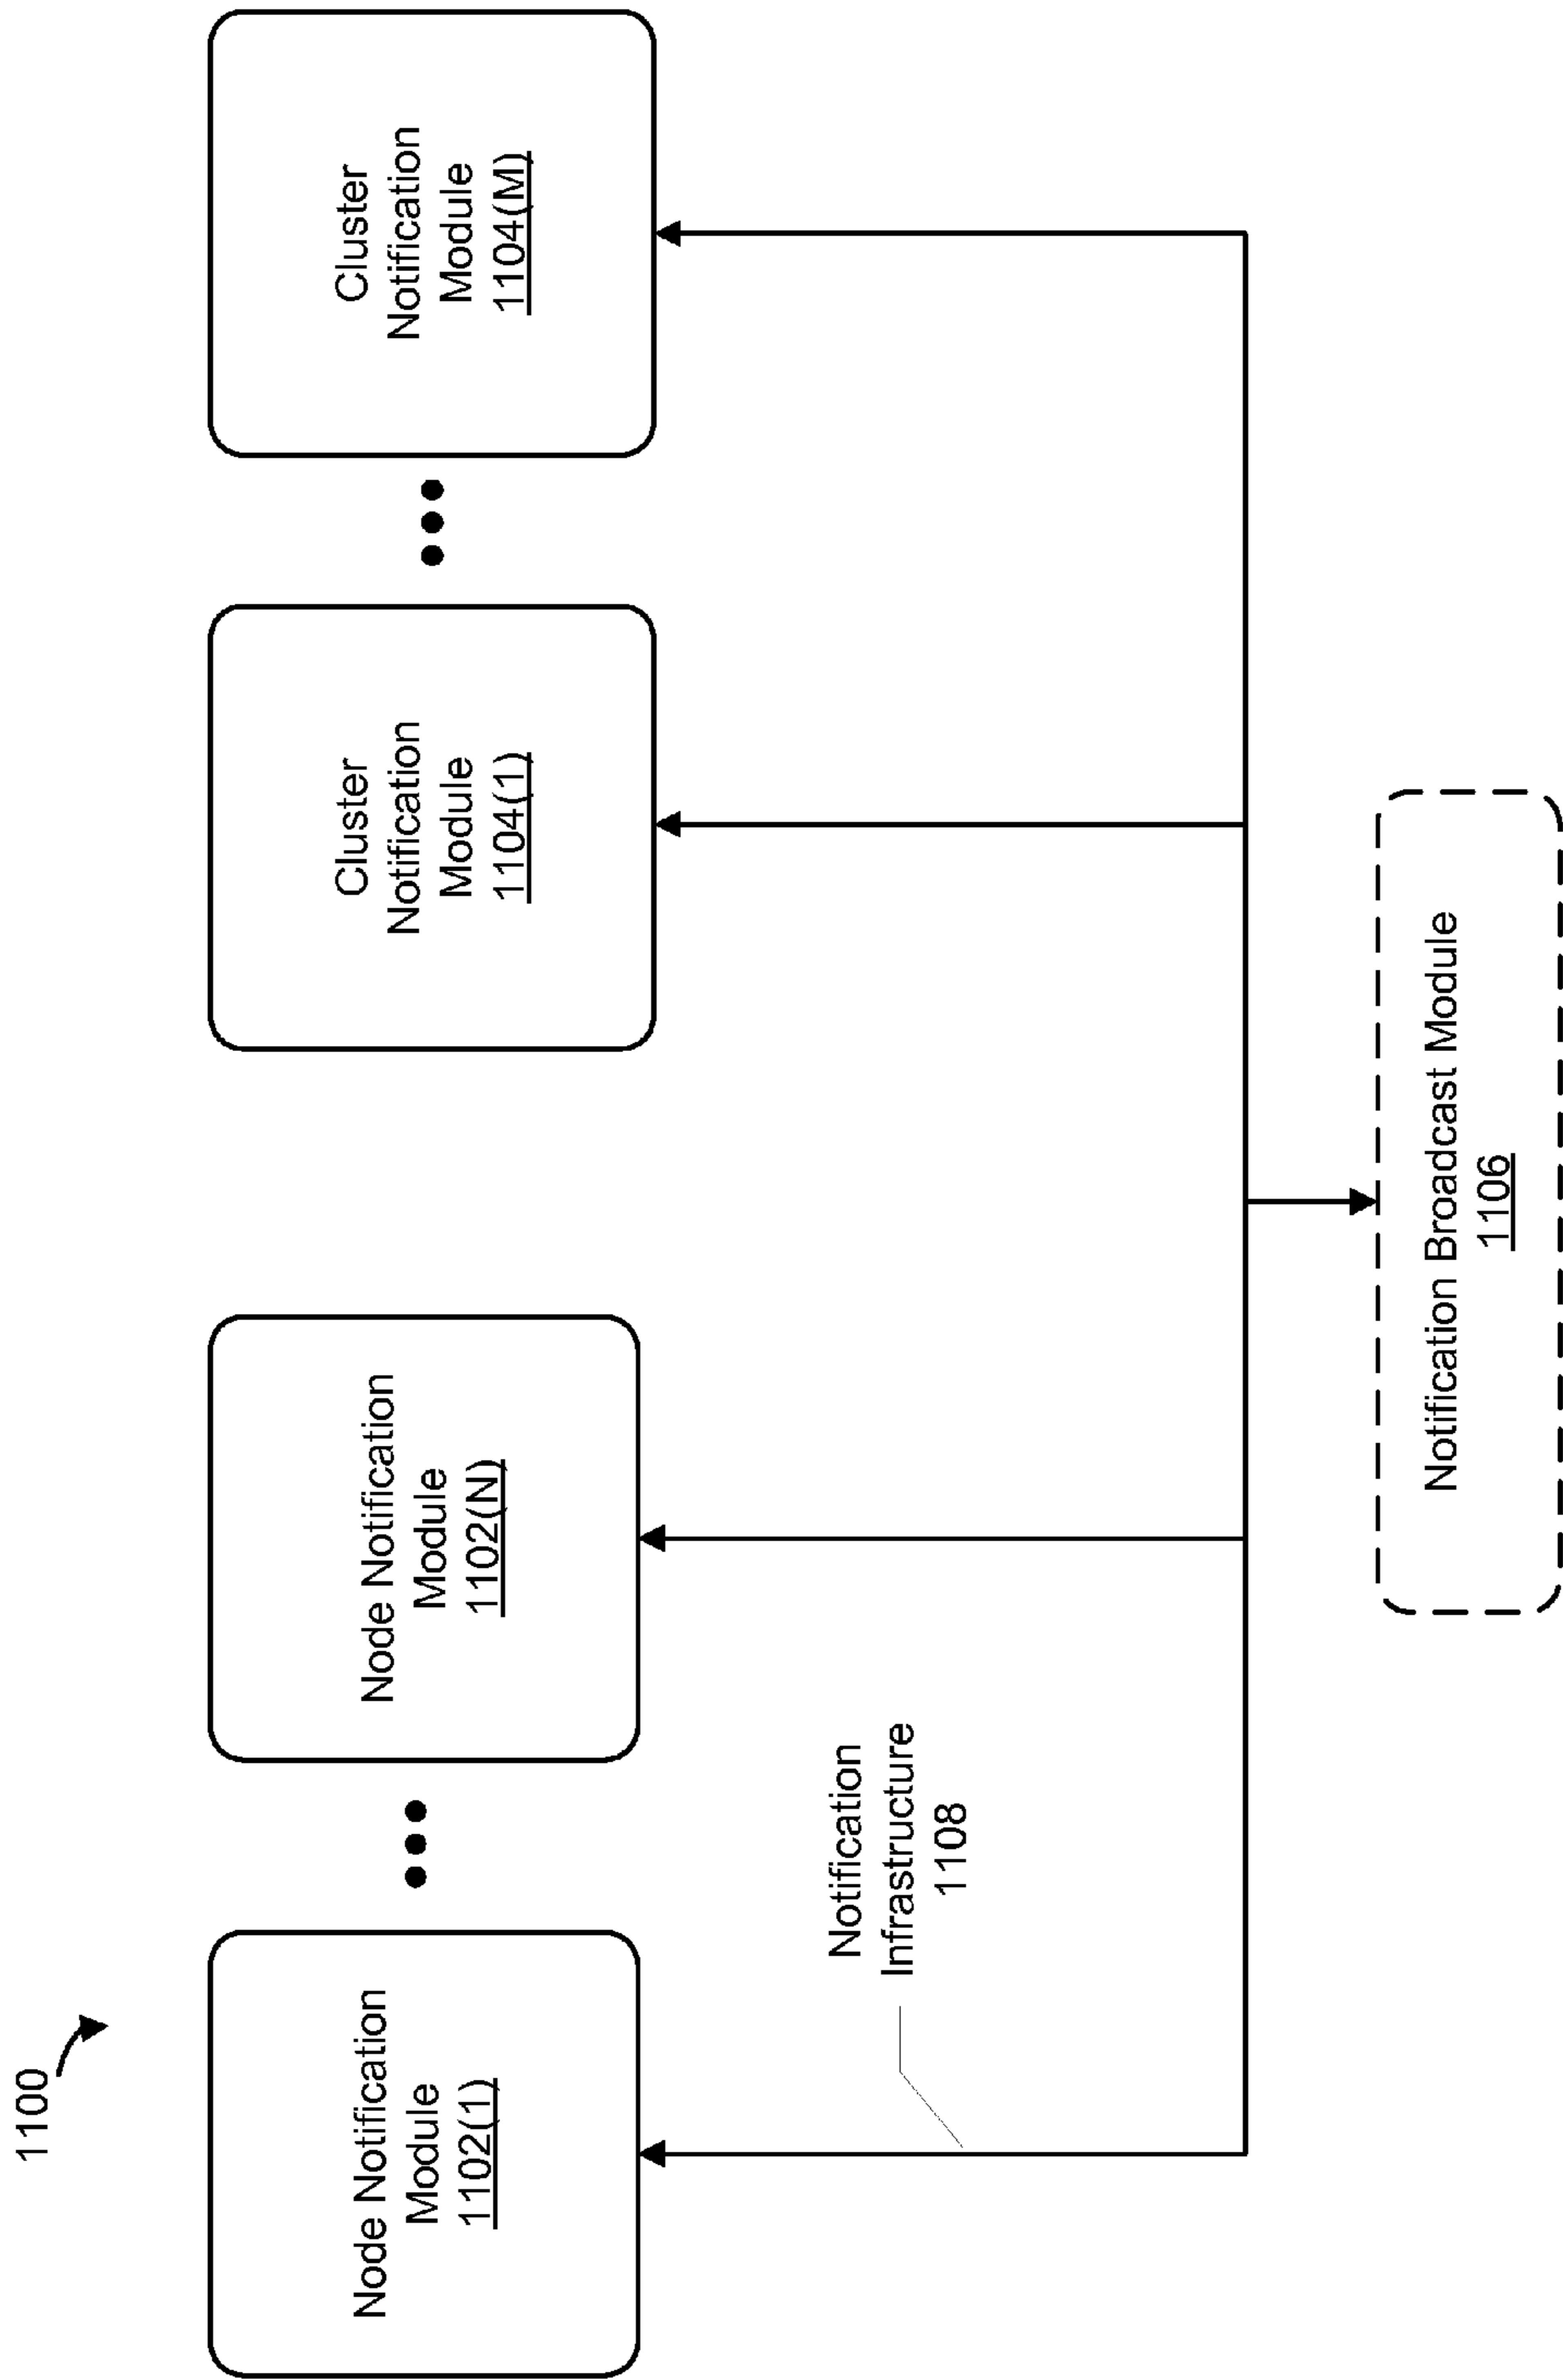 1100
Node Notification
Module
1102(1)
Node Notification
Module
1102(N)
Cluster
Notification
Module
1104(1)
Cluster
Notification
Module
1104(M)
Notification
Infrastructure
1108
Notification Broadcast Module
1106